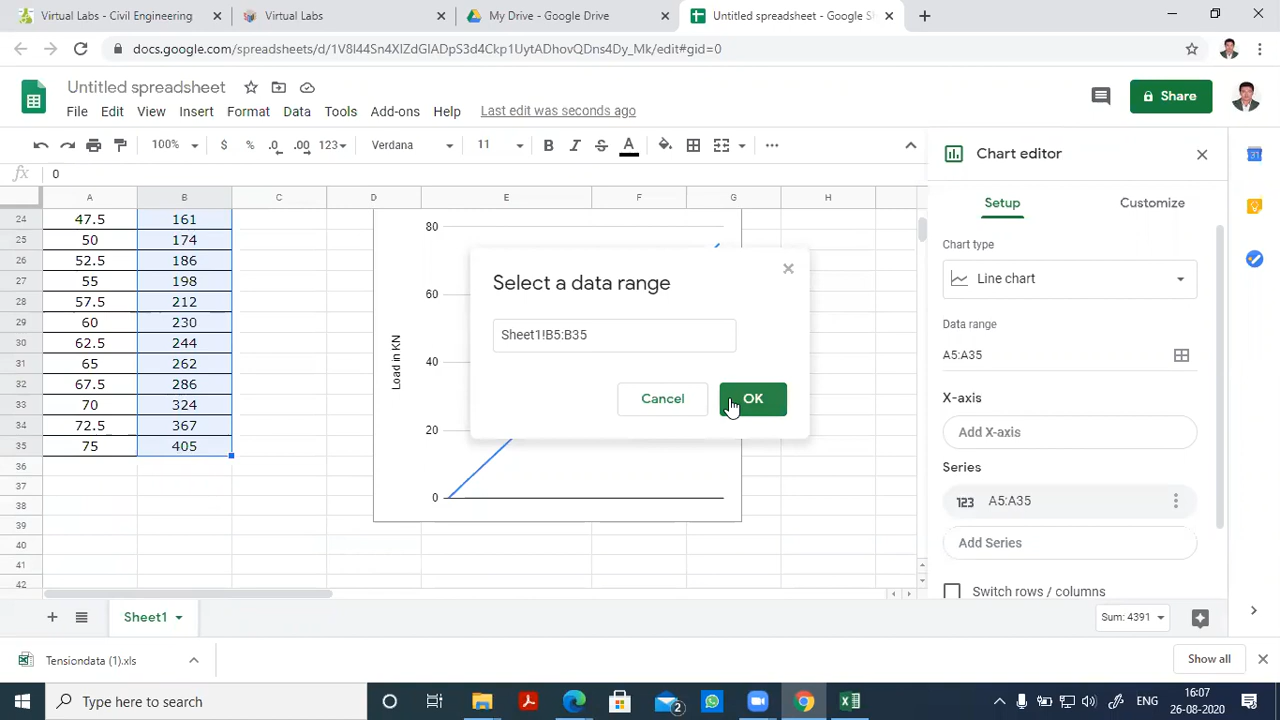 Virtual Labs - Civil Engineering
Virtual Labs
My Drive - Google Drive
Untitled spreadsheet - Google S
docs.google.com/spreadsheets/d/1V8l44Sn4XlZdGlADpS3d4Ckp1UytADhovQDns4Dy_Mk/edit#gid=0
Untitled spreadsheet
File Edit View Insert Format Data Tools Add-ons Help Last edit was seconds ago
Share
100% $ % .0 .00 123 Verdana 11 B I S A
fx 0
A B C D E F G H
24 47.5 161
25 50 174
26 52.5 186
27 55 198
28 57.5 212
29 60 230
30 62.5 244
31 65 262
32 67.5 286
33 70 324
34 72.5 367
35 75 405
36
37
38
39
40
41
42
80
60
40
20
0
Load in KN
Select a data range
Sheet1!B5:B35
Cancel OK
Chart editor
Setup Customize
Chart type
Line chart
Data range
A5:A35
X-axis
Add X-axis
Series
123 A5:A35
Add Series
Switch rows / columns
31
Sheet1
Sum: 4391
Tensiondata (1).xls
Show all
Type here to search
2
ENG
16:07
26-08-2020